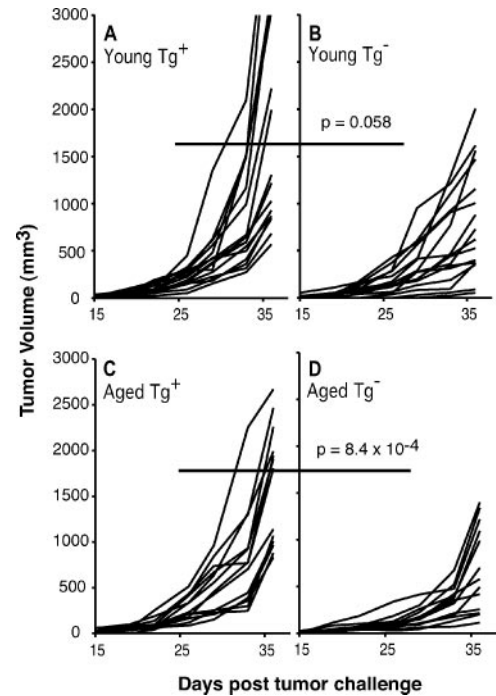 3000
2500
2000
1500
1000
500
0
A
Young Tg+
B
Young Tg-
p = 0.058
15 25 35 15 25 35
3000
2500
2000
1500
1000
500
0
C
Aged Tg+
D
Aged Tg-
p = 8.4 x 10-4
15 25 35 15 25 35
Tumor Volume (mm3)
Days post tumor challenge